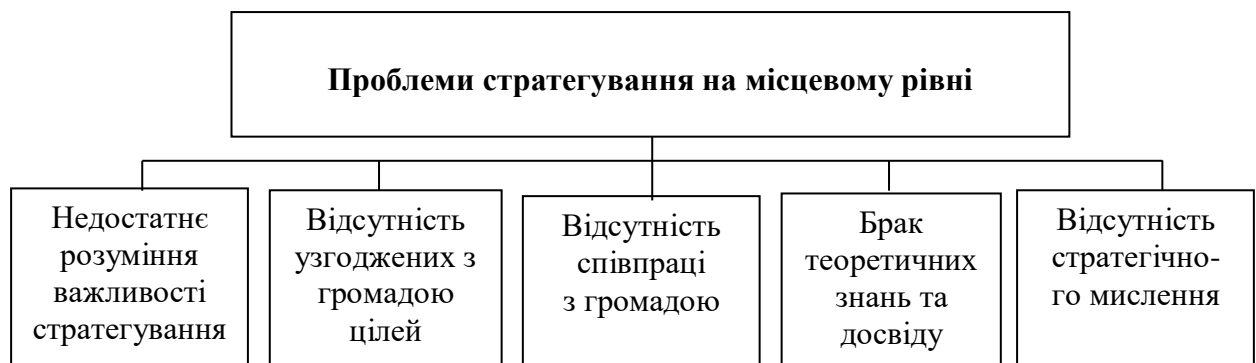 Проблеми стратегування на місцевому рівні
Недостатнє
розуміння
важливості
стратегування
Відсутність
узгоджених з
громадою
цілей
Відсутність
співпраці
з громадою
Брак
теоретичних
знань та
досвіду
Відсутність
стратегічно-
го мислення